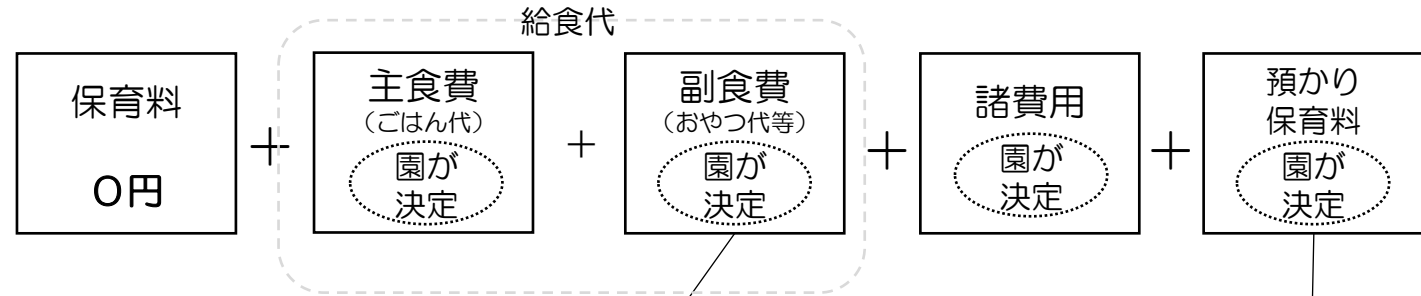 給食代
保育料
0円
+
主食費
(ごはん代)
園が
決定
+
副食費
(おやつ代等)
園が
決定
+
諸費用
園が
決定
+
預かり
保育料
園が
決定